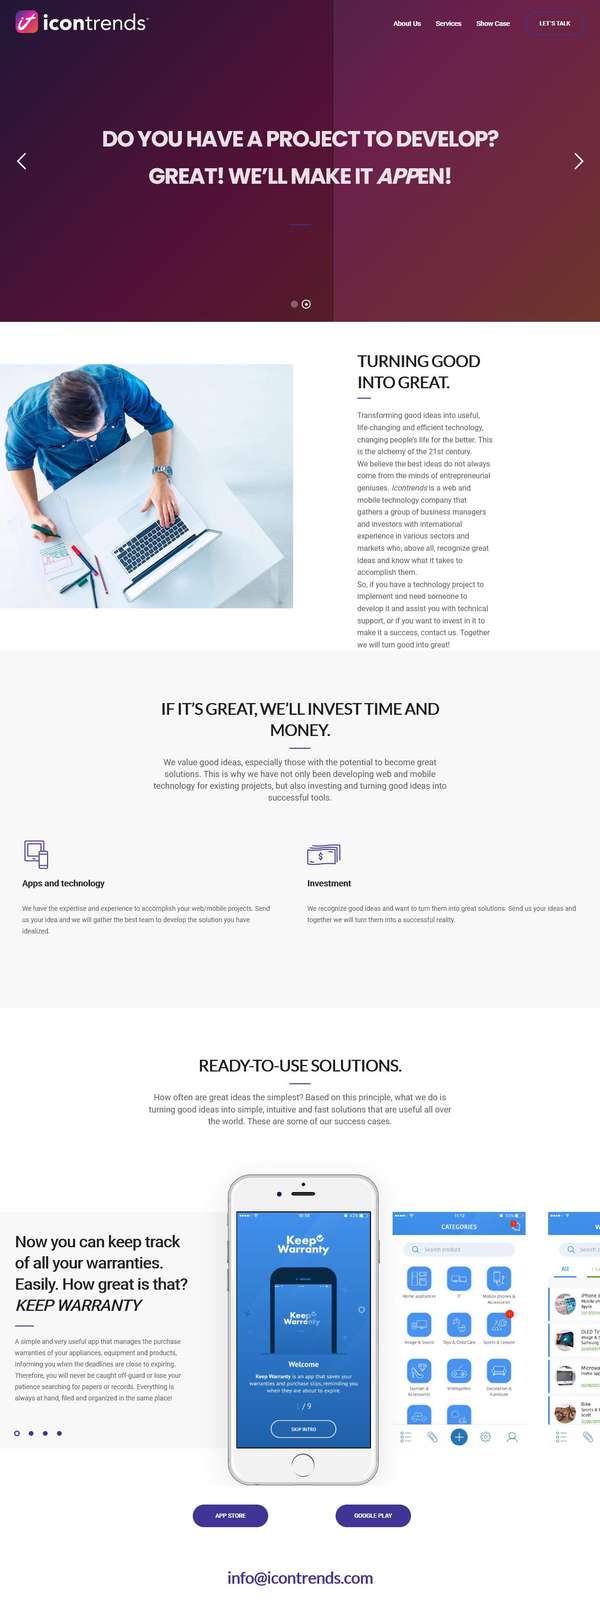 it icontrends
About Us
Services
Show Case
LET'S TALK
DO YOU HAVE A PROJECT TO DEVELOP?
GREAT! WE'LL MAKE IT APPEN!
TURNING GOOD
INTO GREAT.
Transforming good ideas into useful,
life-changing and efficient technology,
changing people's life for the better. This
is the alchemy of the 21st century.
We believe the best ideas do not always
come from the minds of entrepreneurial
geniuses. Icontrends is a web and
mobile technology company that
gathers a group of business managers
and investors with international
experience in various sectors and
markets who, above all, recognize great
ideas and know what it takes to
accomplish them.
So, if you have a technology project to
implement and need someone to
develop it and assist you with technical
support, or if you want to invest in it to
make it a success, contact us. Together
we will turn good into great!
IF IT'S GREAT, WE'LL INVEST TIME AND
MONEY.
We value good ideas, especially those with the potential to become great
solutions. This is why we have not only been developing web and mobile
technology for existing projects, but also investing and turning good ideas into
successful tools.
Apps and technology
We have the expertise and experience to accomplish your web/mobile projects. Send
us your idea and we will gather the best team to develop the solution you have
idealized.
Investment
We recognize good ideas and want to turn them into great solutions. Send us your ideas and
together we will turn them into a successful reality.
READY-TO-USE SOLUTIONS.
How often are great ideas the simplest? Based on this principle, what we do is
turning good ideas into simple, intuitive and fast solutions that are useful all over
the world. These are some of our success cases.
Now you can keep track
of all your warranties.
Easily. How great is that?
KEEP WARRANTY
A simple and very useful app that manages the purchase
warranties of your appliances, equipment and products,
informing you when the deadlines are close to expiring.
Therefore, you will never be caught off-guard or lose your
patience searching for papers or records. Everything is
always at hand, filed and organized in the same place!
Keep
Warranty
Keep
Warranty
Welcome
Keep Warranty is an app that saves your
warranties and purchase slips, reminding you
when they are about to expire.
1 / 9
SKIP INTRO
11:12
CATEGORIES
Search product
Home appliances
IT
Mobile phones &
Accessories
Image & Sound
Toys & Child Care
Sports & Leisure
Videogames
Decoration &
Furniture
W
Search p
All
iPhone
Mobile ph
OLED TV
Microwa
Bike
Sports &
APP STORE
GOOGLE PLAY
info@icontrends.com